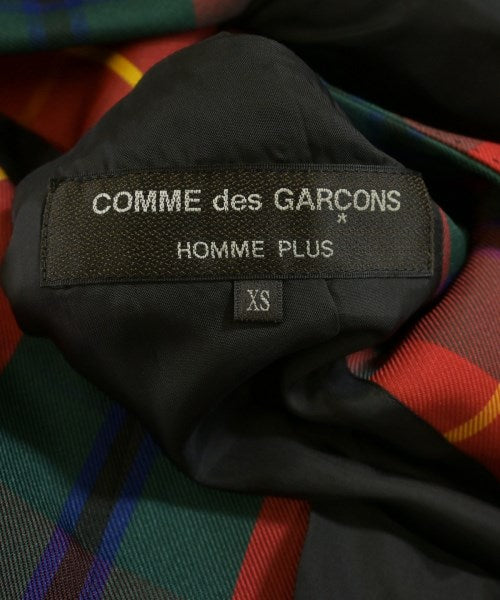 COMME des GARCONS
*
HOMME PLUS
XS